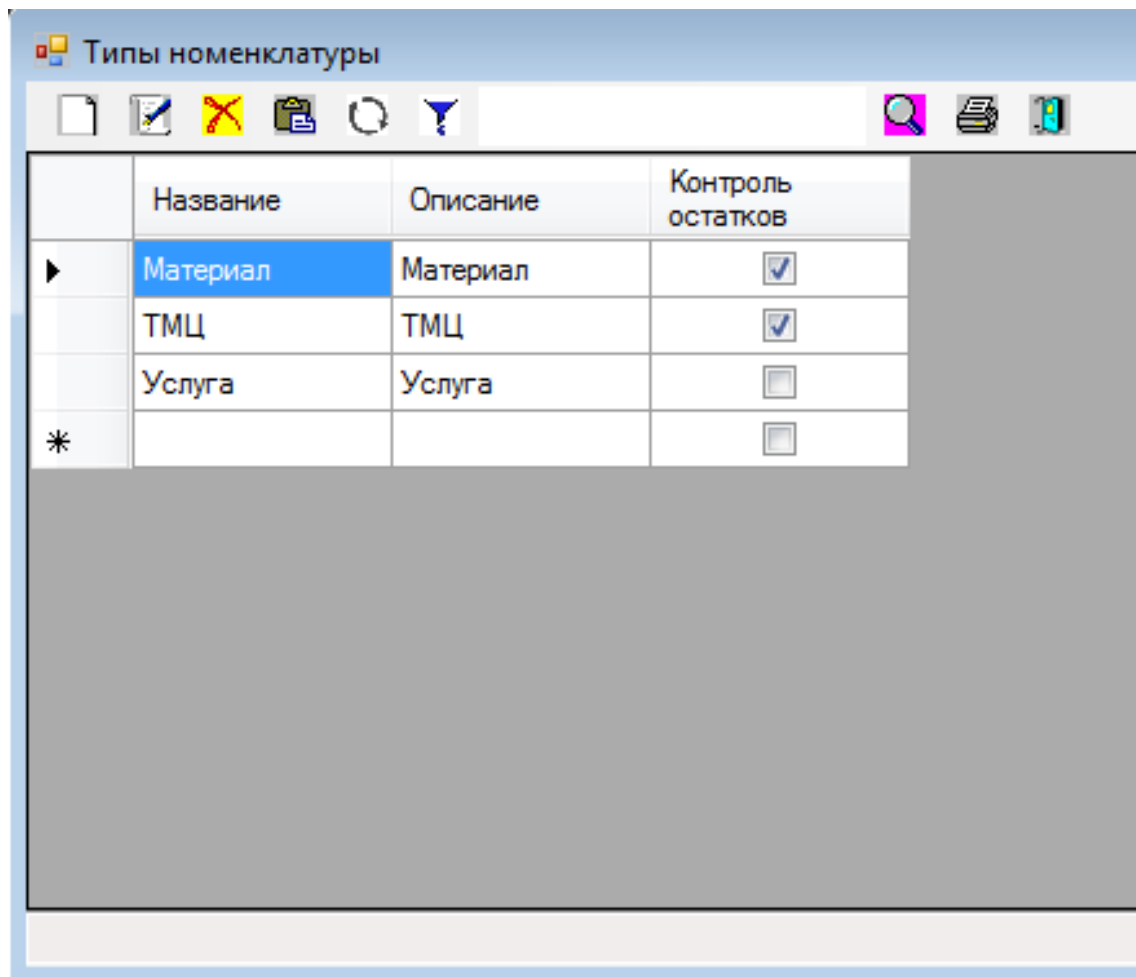 Типы номенклатуры
Название Описание Контроль остатков
Материал Материал
ТМЦ ТМЦ
Услуга Услуга